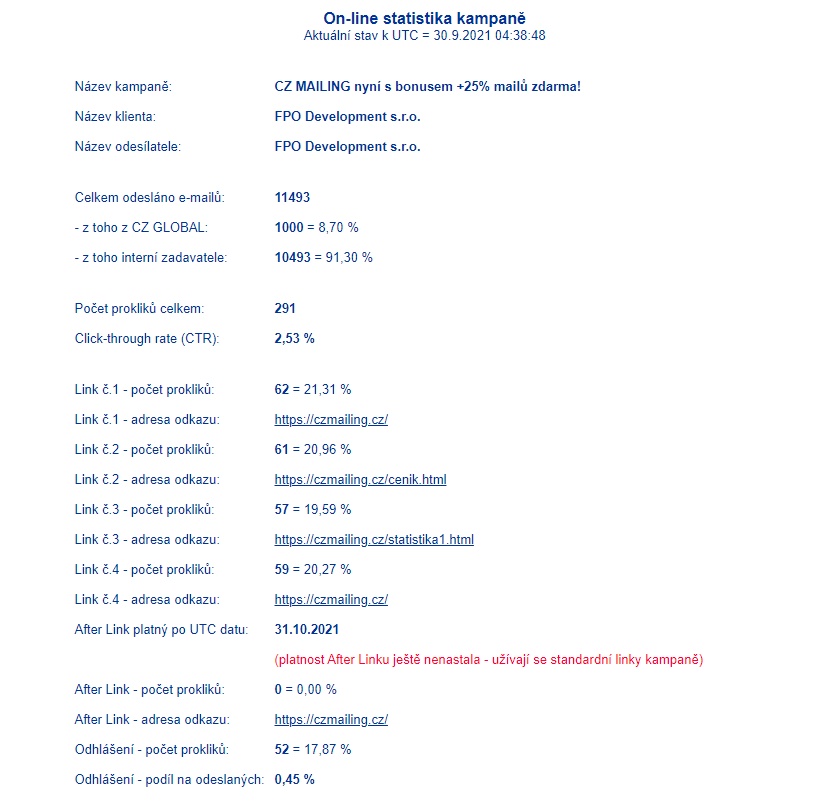 On-line statistika kampaně
Aktuální stav k UTC = 30.9.2021 04:38:48
Název kampaně: CZ MAILING nyní s bonusem +25% mailů zdarma!
Název klienta: FPO Development s.r.o.
Název odesílatele: FPO Development s.r.o.
Celkem odesláno e-mailů: 11493
- z toho z CZ GLOBAL: 1000 = 8,70 %
- z toho interní zadavatele: 10493 = 91,30 %
Počet prokliků celkem: 291
Click-through rate (CTR): 2,53 %
Link č.1 - počet prokliků: 62 = 21,31 %
Link č.1 - adresa odkazu: https://czmailing.cz/
Link č.2 - počet prokliků: 61 = 20,96 %
Link č.2 - adresa odkazu: https://czmailing.cz/cenik.html
Link č.3 - počet prokliků: 57 = 19,59 %
Link č.3 - adresa odkazu: https://czmailing.cz/statistika1.html
Link č.4 - počet prokliků: 59 = 20,27 %
Link č.4 - adresa odkazu: https://czmailing.cz/
After Link platný po UTC datu: 31.10.2021
(platnost After Linku ještě nenastala - užívají se standardní linky kampaně)
After Link - počet prokliků: 0 = 0,00 %
After Link - adresa odkazu: https://czmailing.cz/
Odhlášení - počet prokliků: 52 = 17,87 %
Odhlášení - podíl na odeslaných: 0,45 %